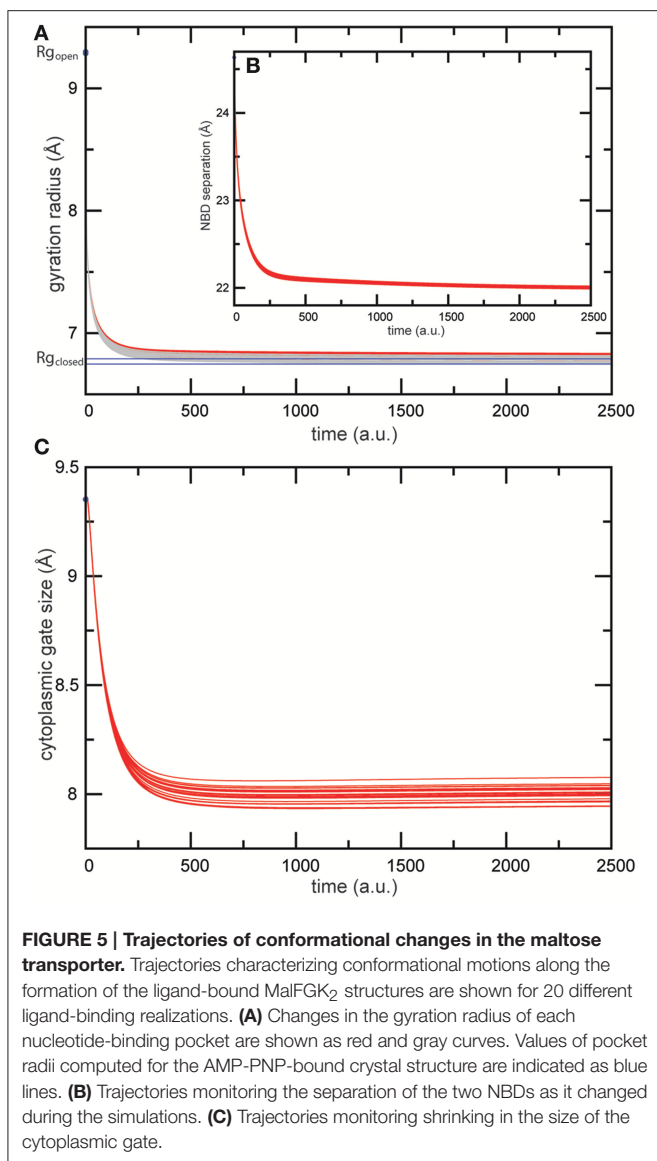 A
Rgopen
9
8
7
Rgclosed
gyration radius (Å)
0
500
1000
1500
2000
2500
time (a.u.)
B
24
23
22
NBD separation (Å)
0
500
1000
1500
2000
2500
time (a.u.)
C
9.5
9
8.5
8
cytoplasmic gate size (Å)
0
500
1000
1500
2000
2500
time (a.u.)
FIGURE 5 | Trajectories of conformational changes in the maltose
transporter. Trajectories characterizing conformational motions along the
formation of the ligand-bound MalFGK2 structures are shown for 20 different
ligand-binding realizations. (A) Changes in the gyration radius of each
nucleotide-binding pocket are shown as red and gray curves. Values of pocket
radii computed for the AMP-PNP-bound crystal structure are indicated as blue
lines. (B) Trajectories monitoring the separation of the two NBDs as it changed
during the simulations. (C) Trajectories monitoring shrinking in the size of the
cytoplasmic gate.